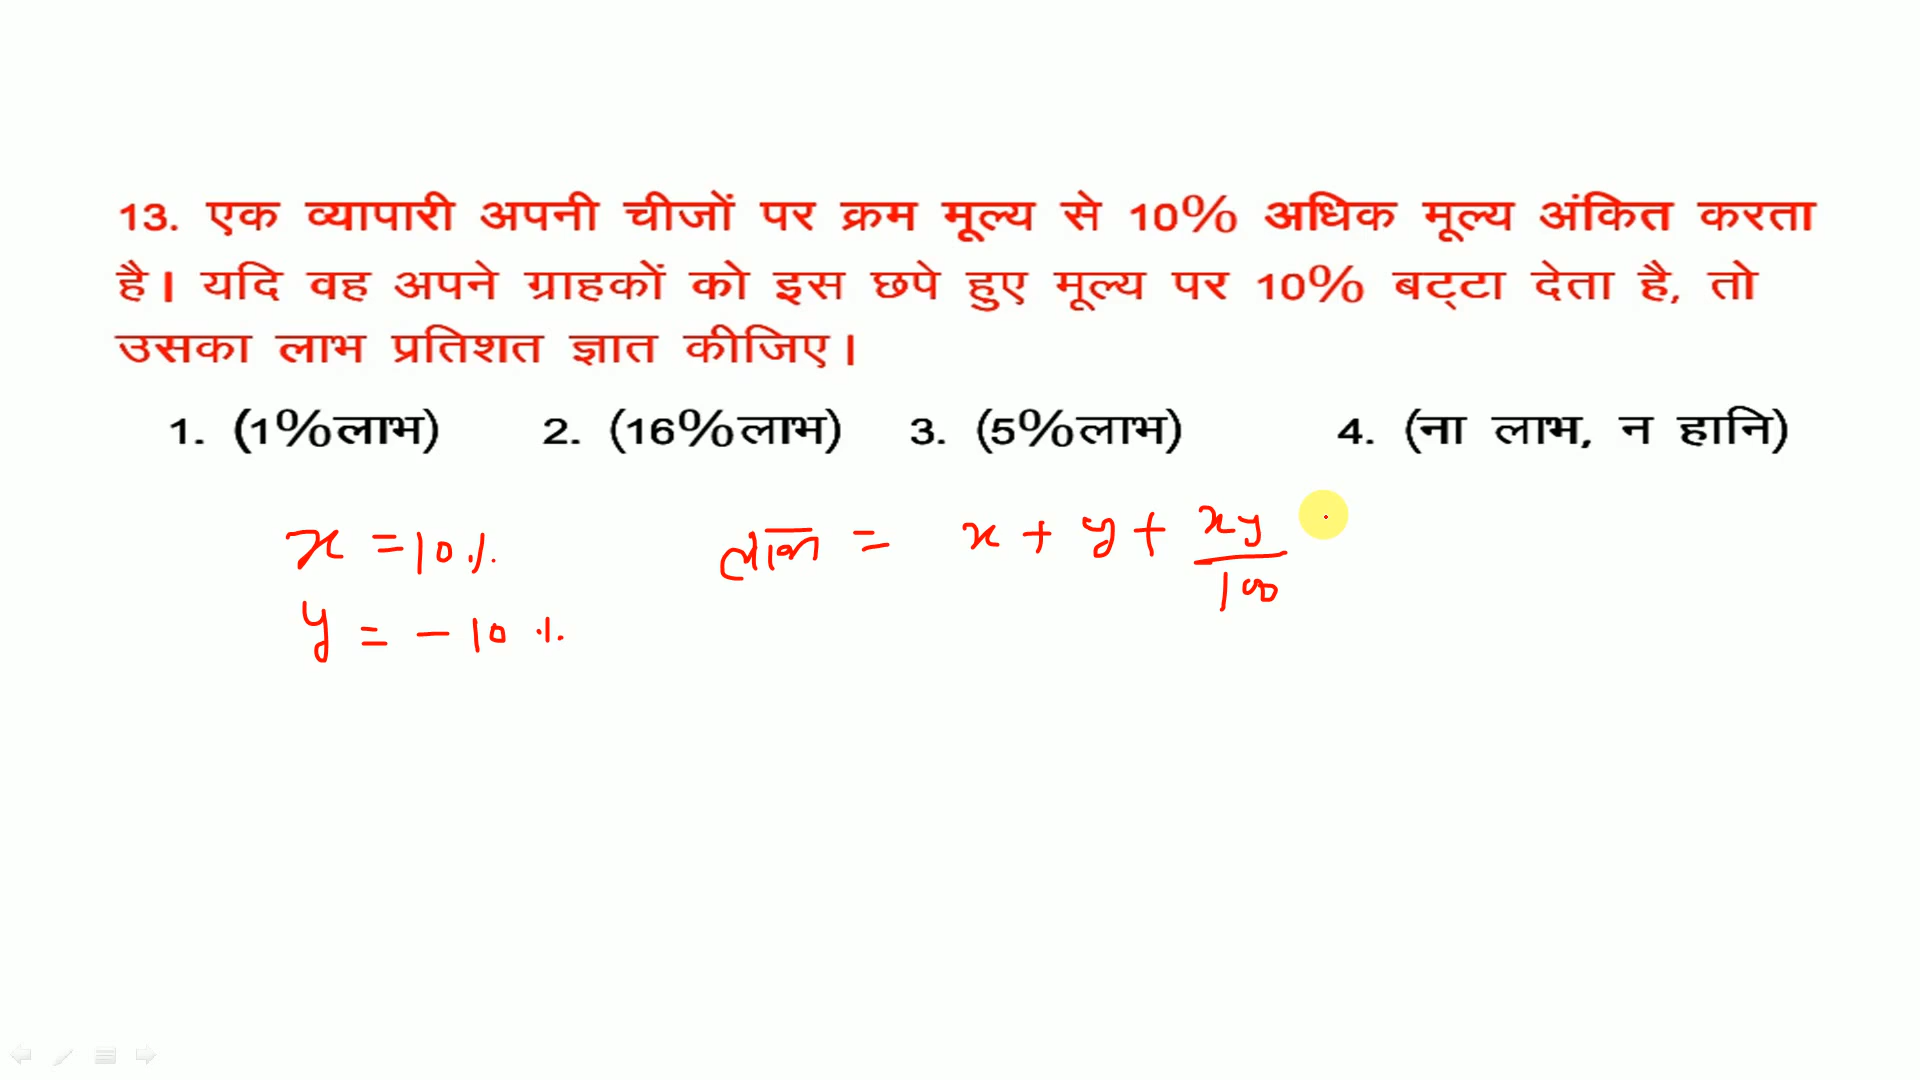 13. एक व्यापारी अपनी चीजों पर क्रम मूल्य से 10% अधिक मूल्य अंकित करता
है। यदि वह अपने ग्राहकों को इस छपे हुए मूल्य पर 10% बट्टा देता है, तो
उसका लाभ प्रतिशत ज्ञात कीजिए।
1. (1%लाभ) 2. (16%लाभ) 3. (5%लाभ) 4. (ना लाभ, न हानि)
x = 10% लाभ = x + y + xy/100
y = - 10 %